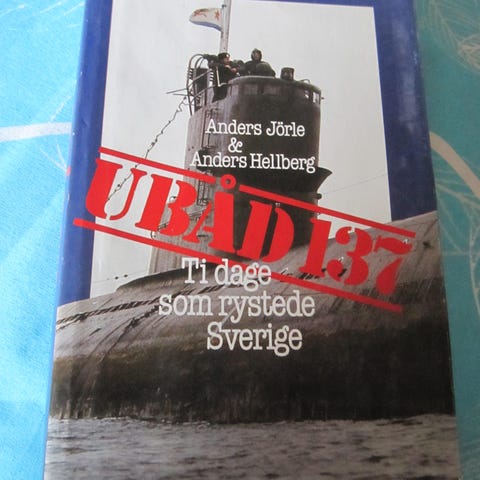 Anders Jörle
&
Anders Hellberg
UBÅD 137
Ti dage
som rystede
Sverige